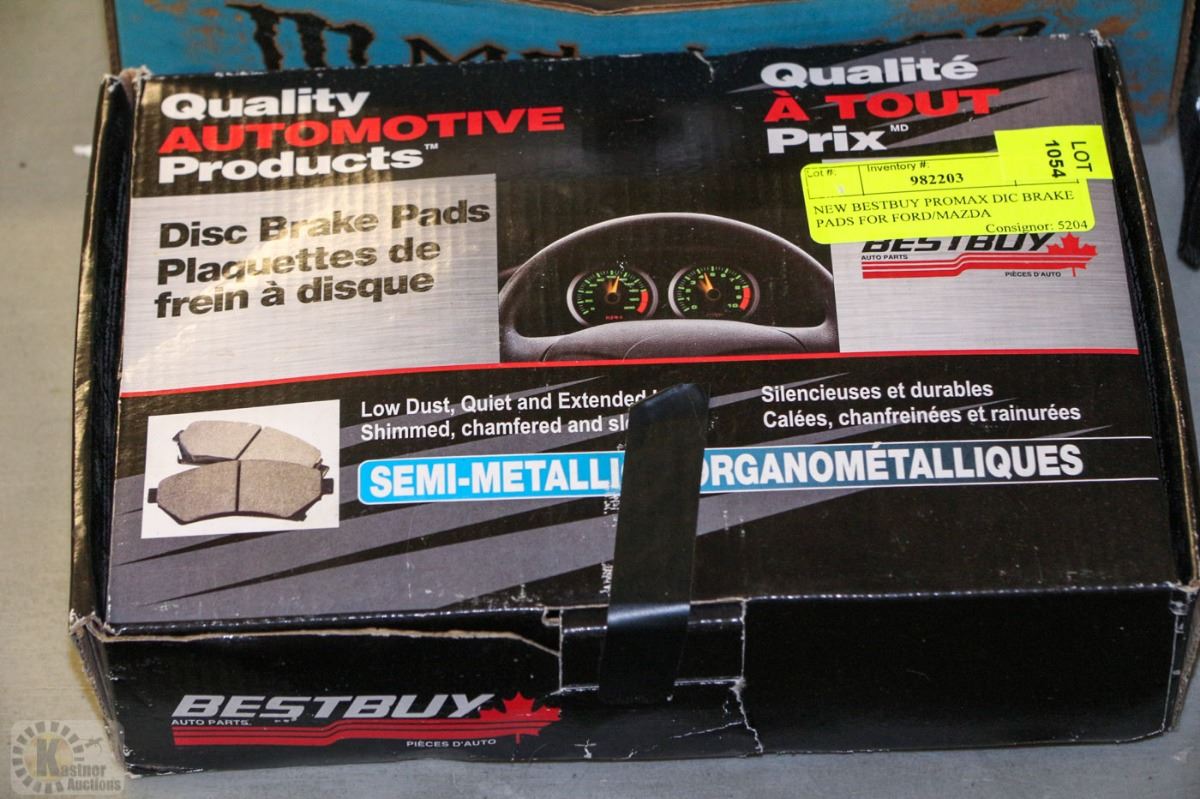 Quality
AUTOMOTIVE
Products™
Qualité
À TOUT
Prix MD
LOT
1054
Lot #:
Inventory #:
982203
NEW BESTBUY PROMAX DIC BRAKE
PADS FOR FORD/MAZDA
Consignor: 5204
BESTBUY
AUTO PARTS
PIÈCES D'AUTO
Disc Brake Pads
Plaquettes de
frein à disque
Low Dust, Quiet and Extended
Shimmed, chamfered and
Silencieuses et durables
Calées, chanfreinées et rainurées
SEMI-METALLI
ORGANOMÉTALLIQUES
BESTBUY
AUTO PARTS
PIÈCES D'AUTO
Kastner
Auctions